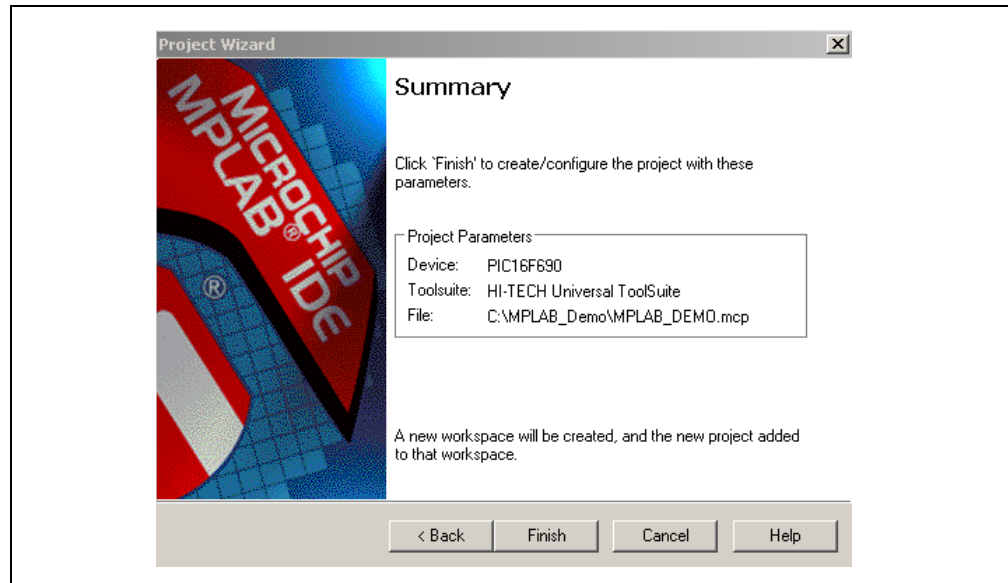 Project Wizard
MICROCHIP
MPLAB® IDE
®
Summary
Click `Finish' to create/configure the project with these
parameters.
Project Parameters
Device: PIC16F690
Toolsuite: HI-TECH Universal ToolSuite
File: C:\MPLAB_Demo\MPLAB_DEMO.mcp
A new workspace will be created, and the new project added
to that workspace.
< Back Finish Cancel Help